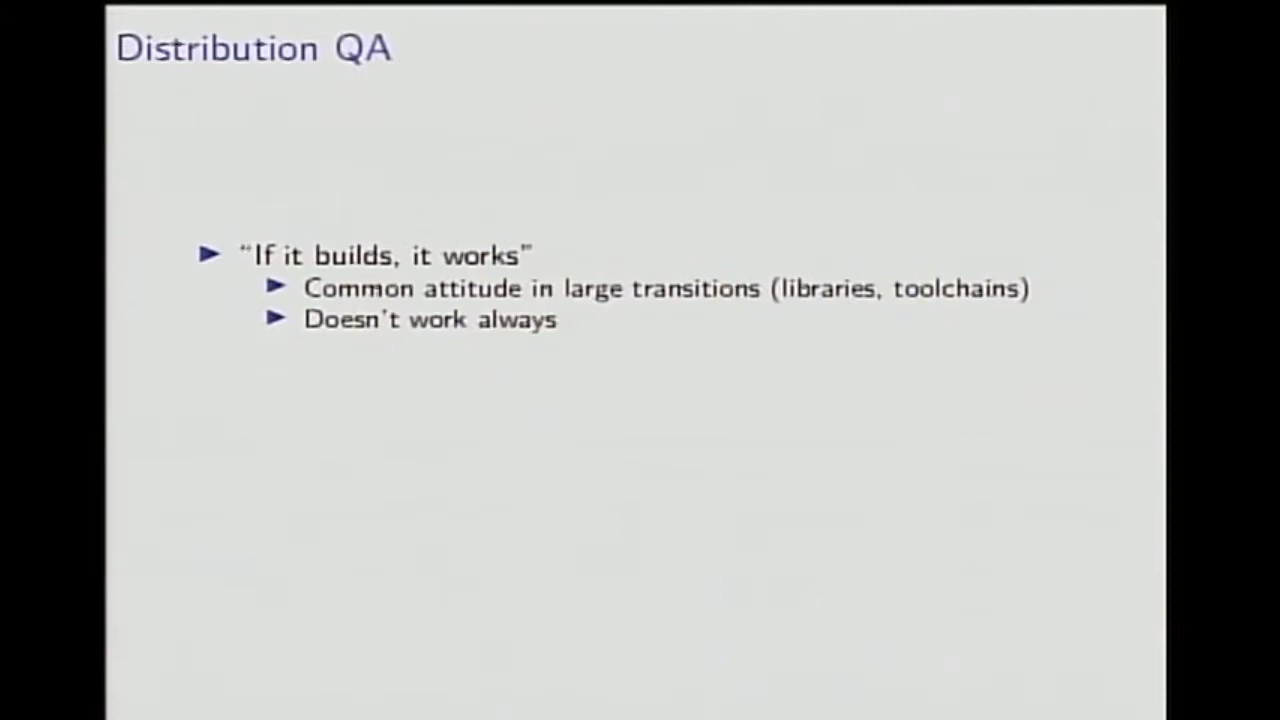 Distribution QA
► “If it builds, it works”
► Common attitude in large transitions (libraries, toolchains)
► Doesn't work always